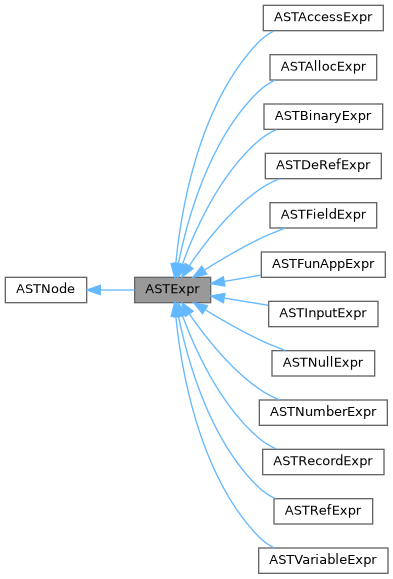 ASTAccessExpr
ASTAllocExpr
ASTBinaryExpr
ASTDeRefExpr
ASTFieldExpr
ASTFunAppExpr
ASTNode
ASTExpr
ASTInputExpr
ASTNullExpr
ASTNumberExpr
ASTRecordExpr
ASTRefExpr
ASTVariableExpr